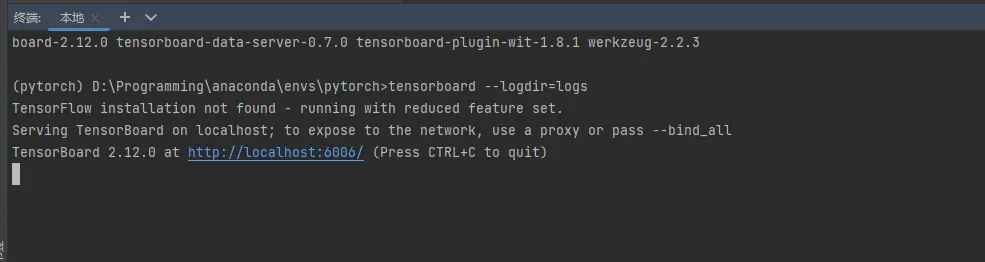 终端: 本地 × + 
board-2.12.0 tensorboard-data-server-0.7.0 tensorboard-plugin-wit-1.8.1 werkzeug-2.2.3
(pytorch) D:\Programming\anaconda\envs\pytorch>tensorboard --logdir=logs
TensorFlow installation not found - running with reduced feature set.
Serving TensorBoard on localhost; to expose to the network, use a proxy or pass --bind_all
TensorBoard 2.12.0 at http://localhost:6006/ (Press CTRL+C to quit)